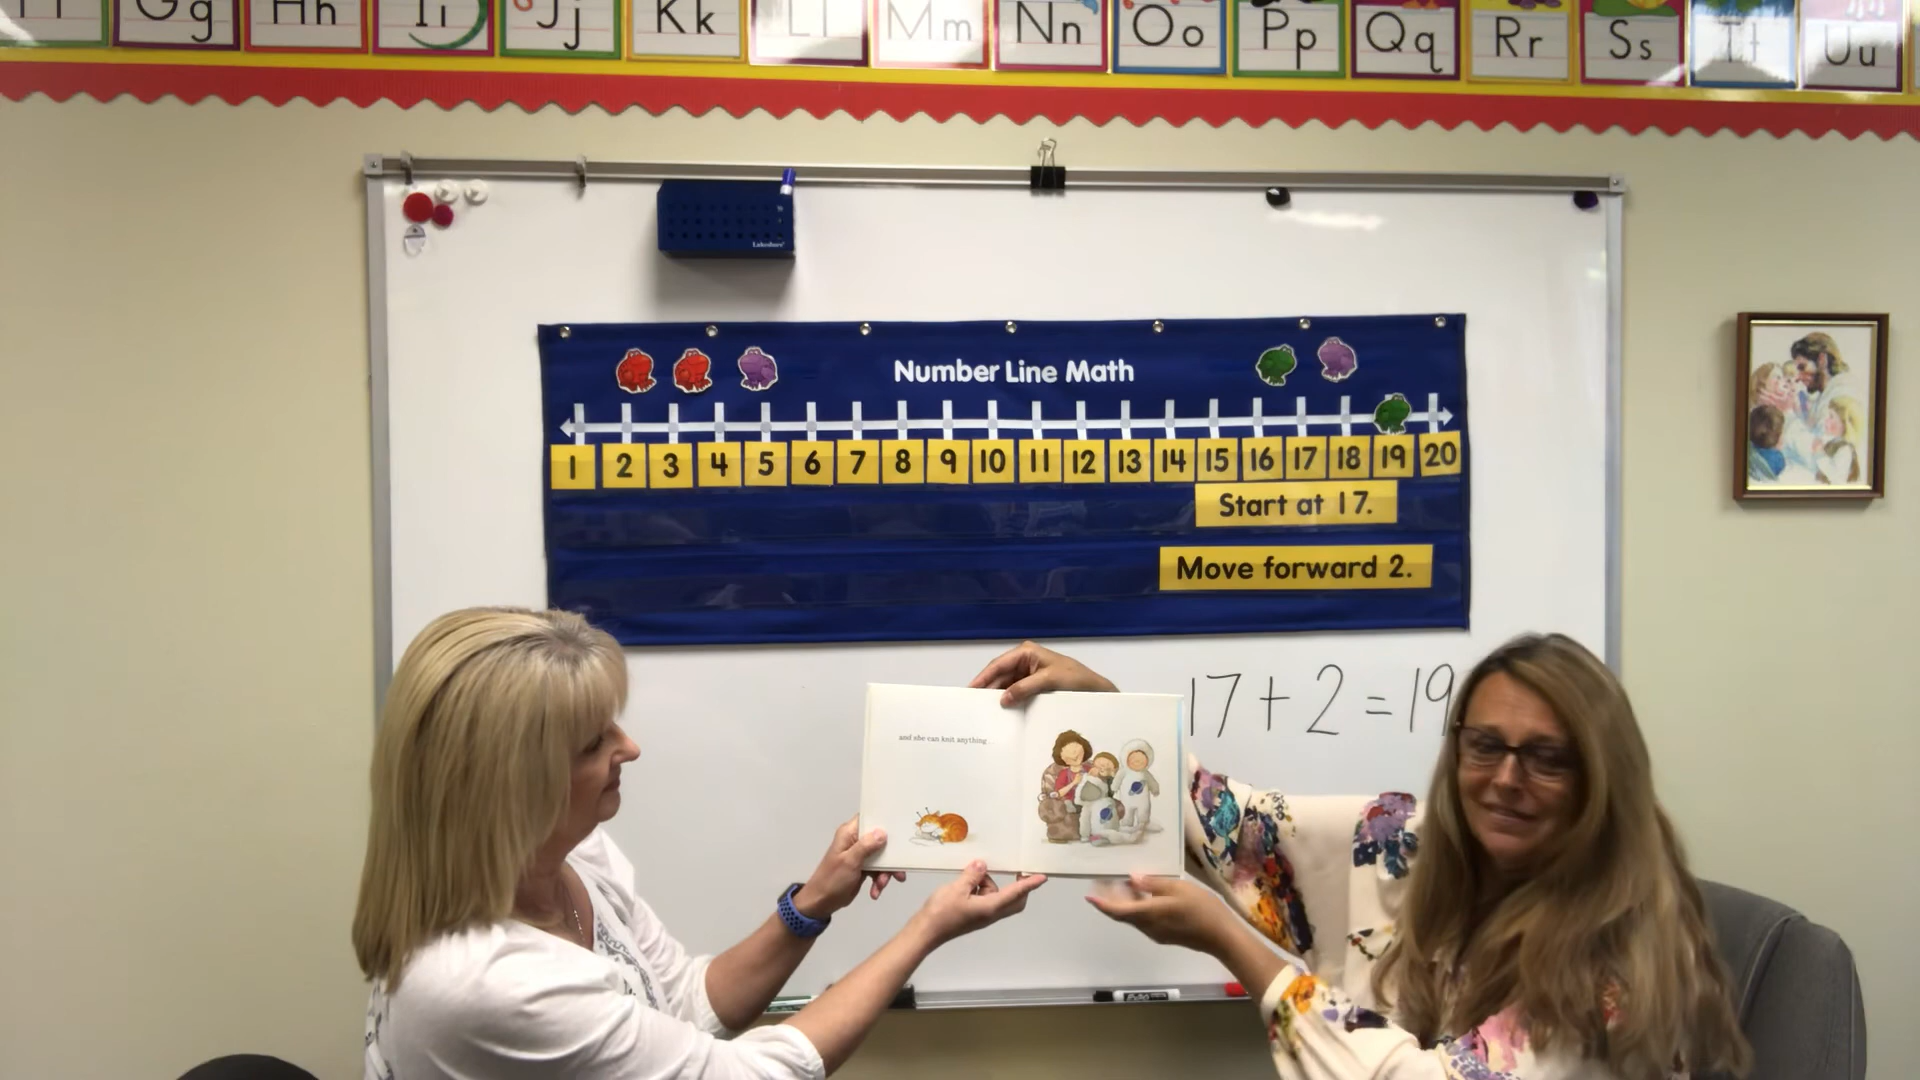 Gg Hh Ii Jj Kk Ll Mm Nn Oo Pp Qq Rr Ss Tt Uu
Lakeshore
Number Line Math
1 2 3 4 5 6 7 8 9 10 11 12 13 14 15 16 17 18 19 20
Start at 17.
Move forward 2.
17+2=19
and she can knit anything